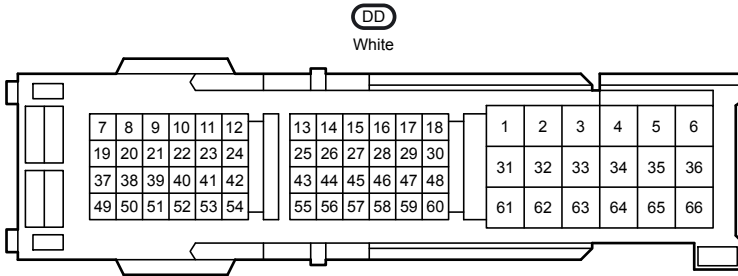 DD
White
7 8 9 10 11 12 13 14 15 16 17 18 1 2 3 4 5 6
19 20 21 22 23 24 25 26 27 28 29 30 31 32 33 34 35 36
37 38 39 40 41 42 43 44 45 46 47 48
49 50 51 52 53 54 55 56 57 58 59 60 61 62 63 64 65 66